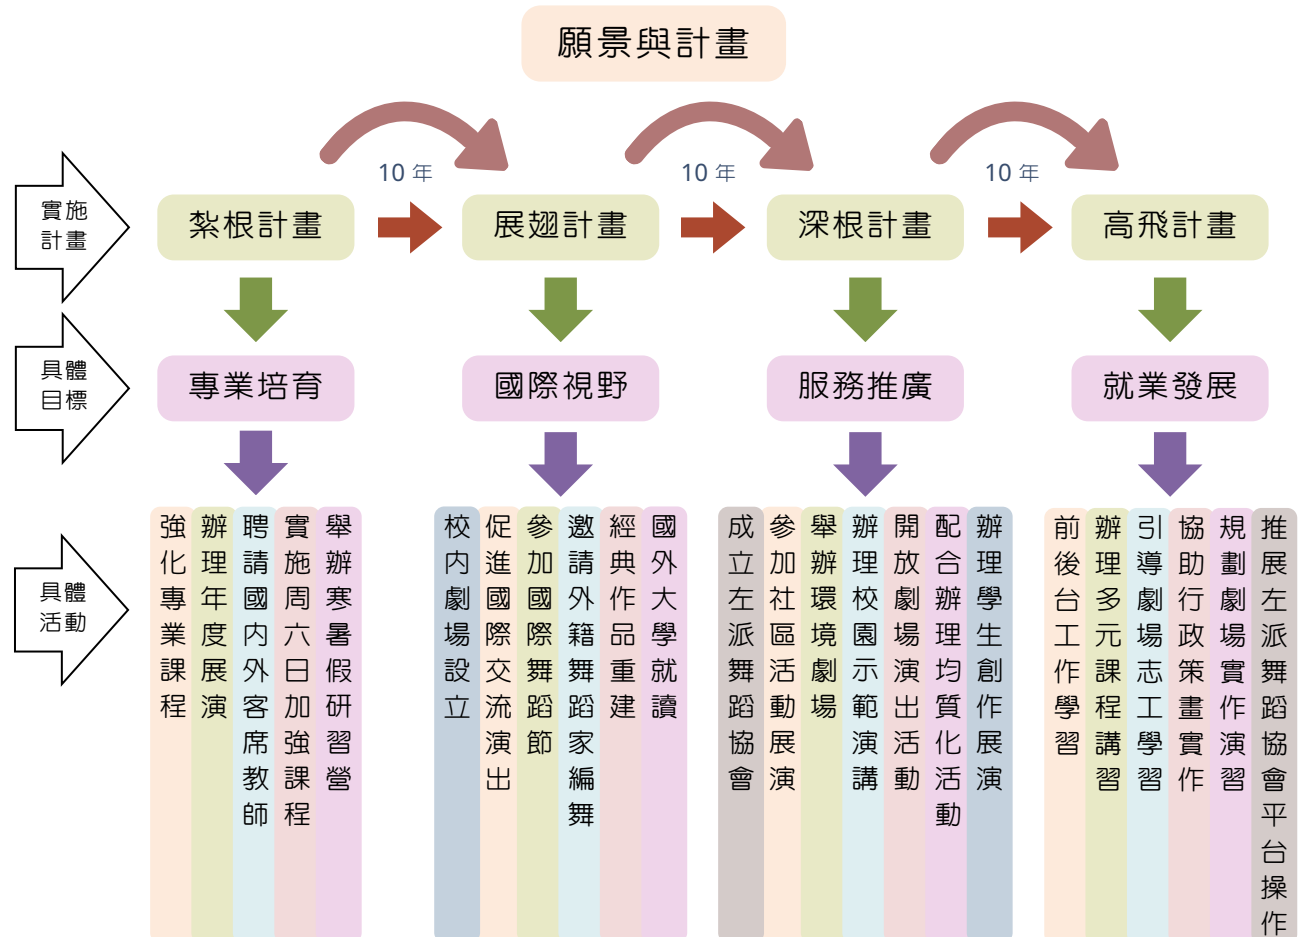 願景與計畫
10 年
10 年
10 年
實施
計畫
紮根計畫
展翅計畫
深根計畫
高飛計畫
具體
目標
專業培育
國際視野
服務推廣
就業發展
具體
活動
強化專業課程
辦理年度展演
聘請國內外客席教師
實施周六日加強課程
舉辦寒暑假研習營
校內劇場設立
促進國際交流演出
參加國際舞蹈節
邀請外籍舞蹈家編舞
經典作品重建
國外大學就讀
成立左派舞蹈協會
參加社區活動展演
舉辦環境劇場
辦理校園示範演講
開放劇場演出活動
配合辦理均質化活動
辦理學生創作展演
前後台工作學習
辦理多元課程講習
引導劇場志工學習
協助行政策畫實作
規劃劇場實作演習
推展左派舞蹈協會平台操作